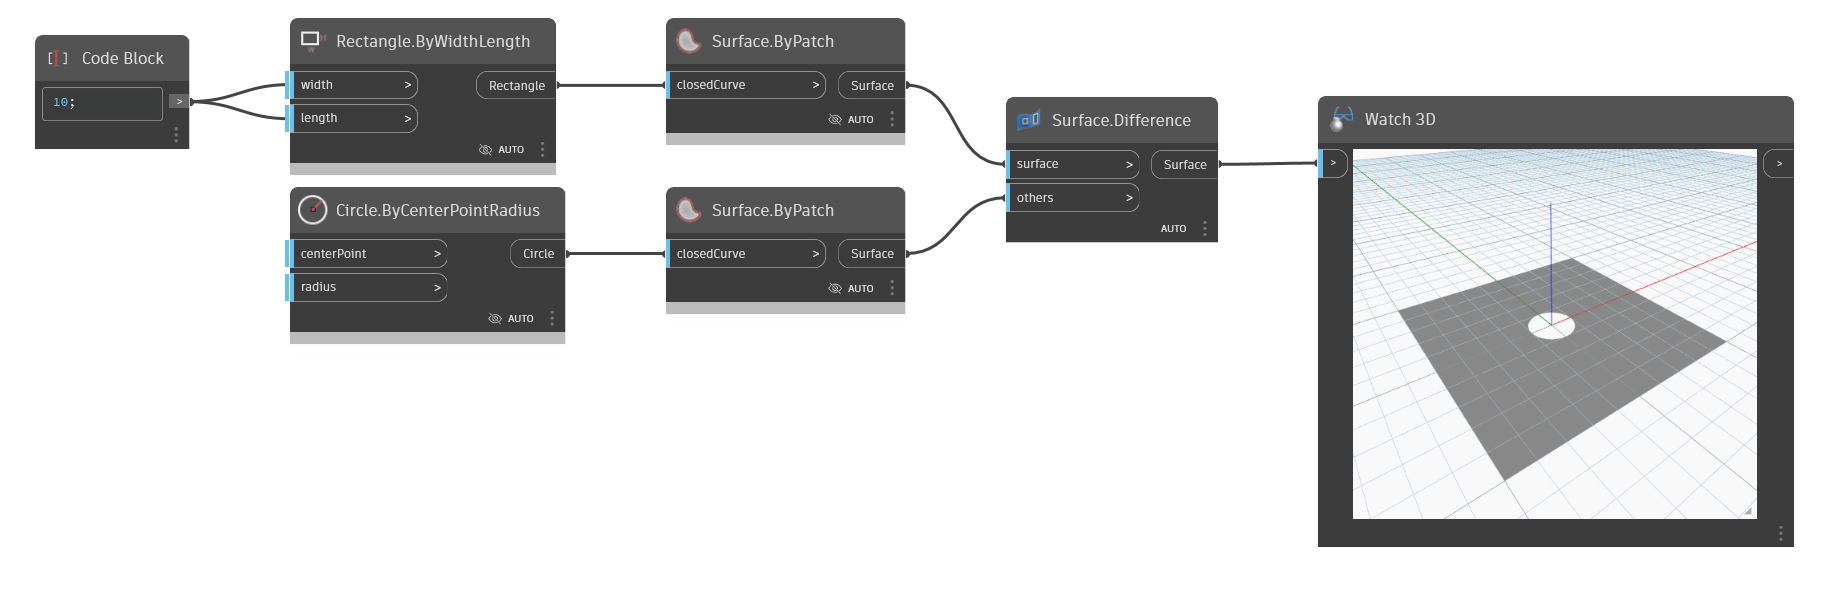 Code Block
10;
>
Rectangle.ByWidthLength
width >
length >
Rectangle
AUTO
Circle.ByCenterPointRadius
centerPoint >
radius >
Circle
AUTO
Surface.ByPatch
closedCurve >
Surface
AUTO
Surface.ByPatch
closedCurve >
Surface
AUTO
Surface.Difference
surface >
others >
Surface
AUTO
Watch 3D
>
>